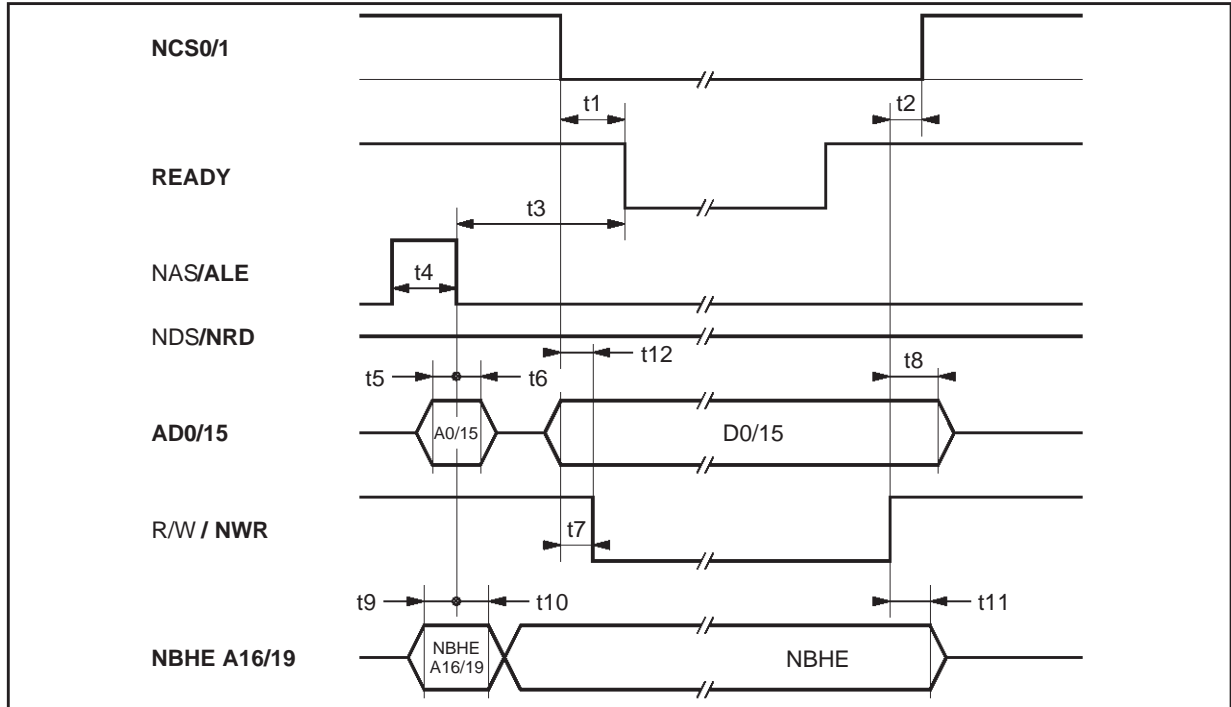 NCS0/1
t1
t2
READY
t3
NAS/ALE
t4
NDS/NRD
t12
t5
t6
t8
AD0/15
A0/15
D0/15
R/W / NWR
t7
t9
t10
t11
NBHE A16/19
NBHE
A16/19
NBHE